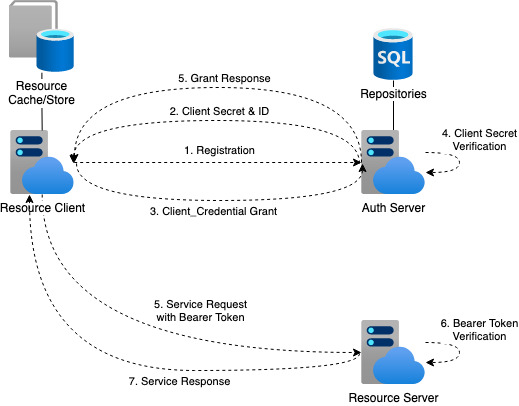 Resource
Cache/Store
SQL
Repositories
5. Grant Response
2. Client Secret & ID
1. Registration
4. Client Secret
Verification
Resource Client
3. Client_Credential Grant
Auth Server
5. Service Request
with Bearer Token
6. Bearer Token
Verification
7. Service Response
Resource Server